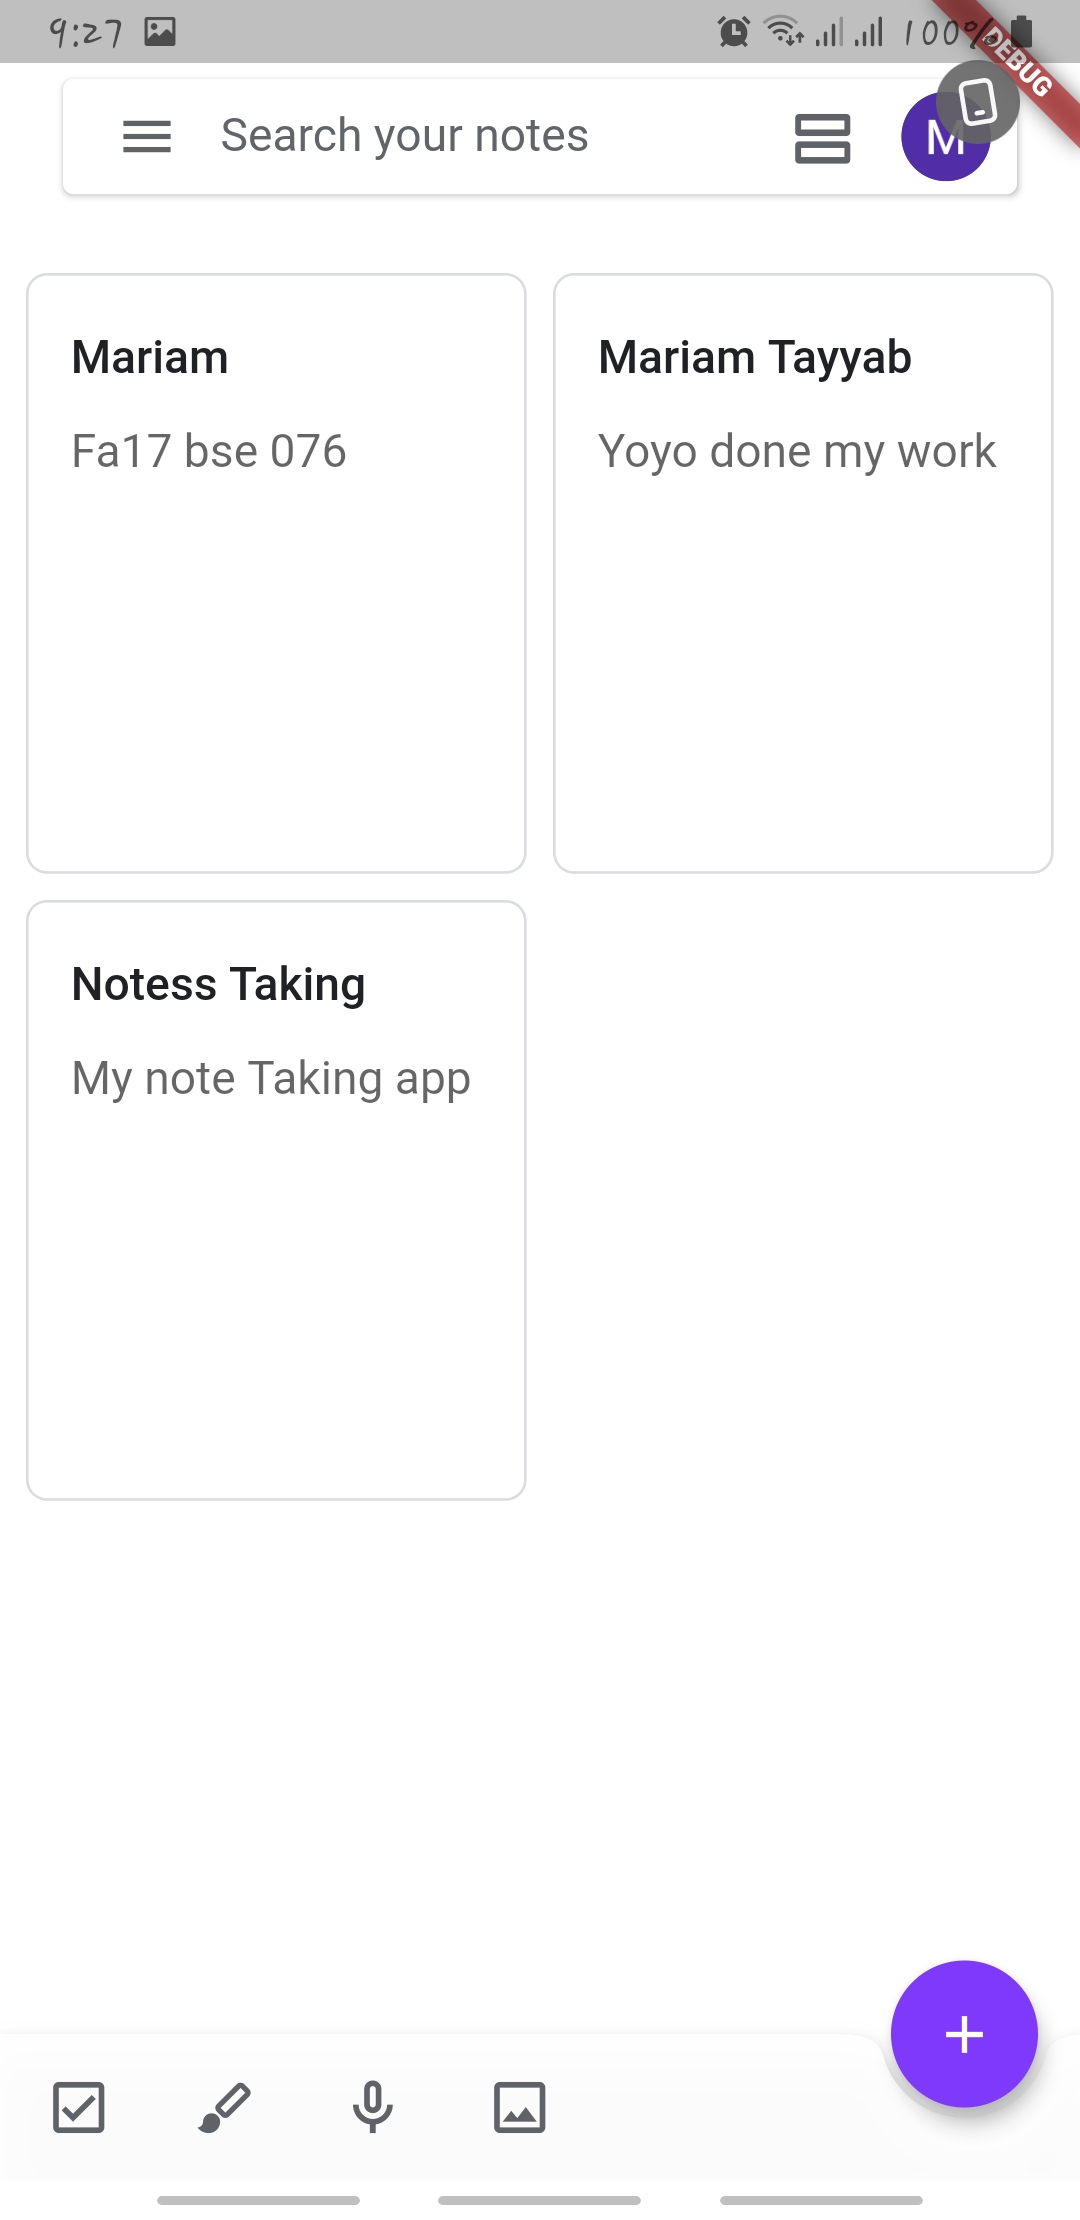 9:27 100%
DEBUG
Search your notes M
Mariam
Fa17 bse 076
Mariam Tayyab
Yoyo done my work
Notess Taking
My note Taking app